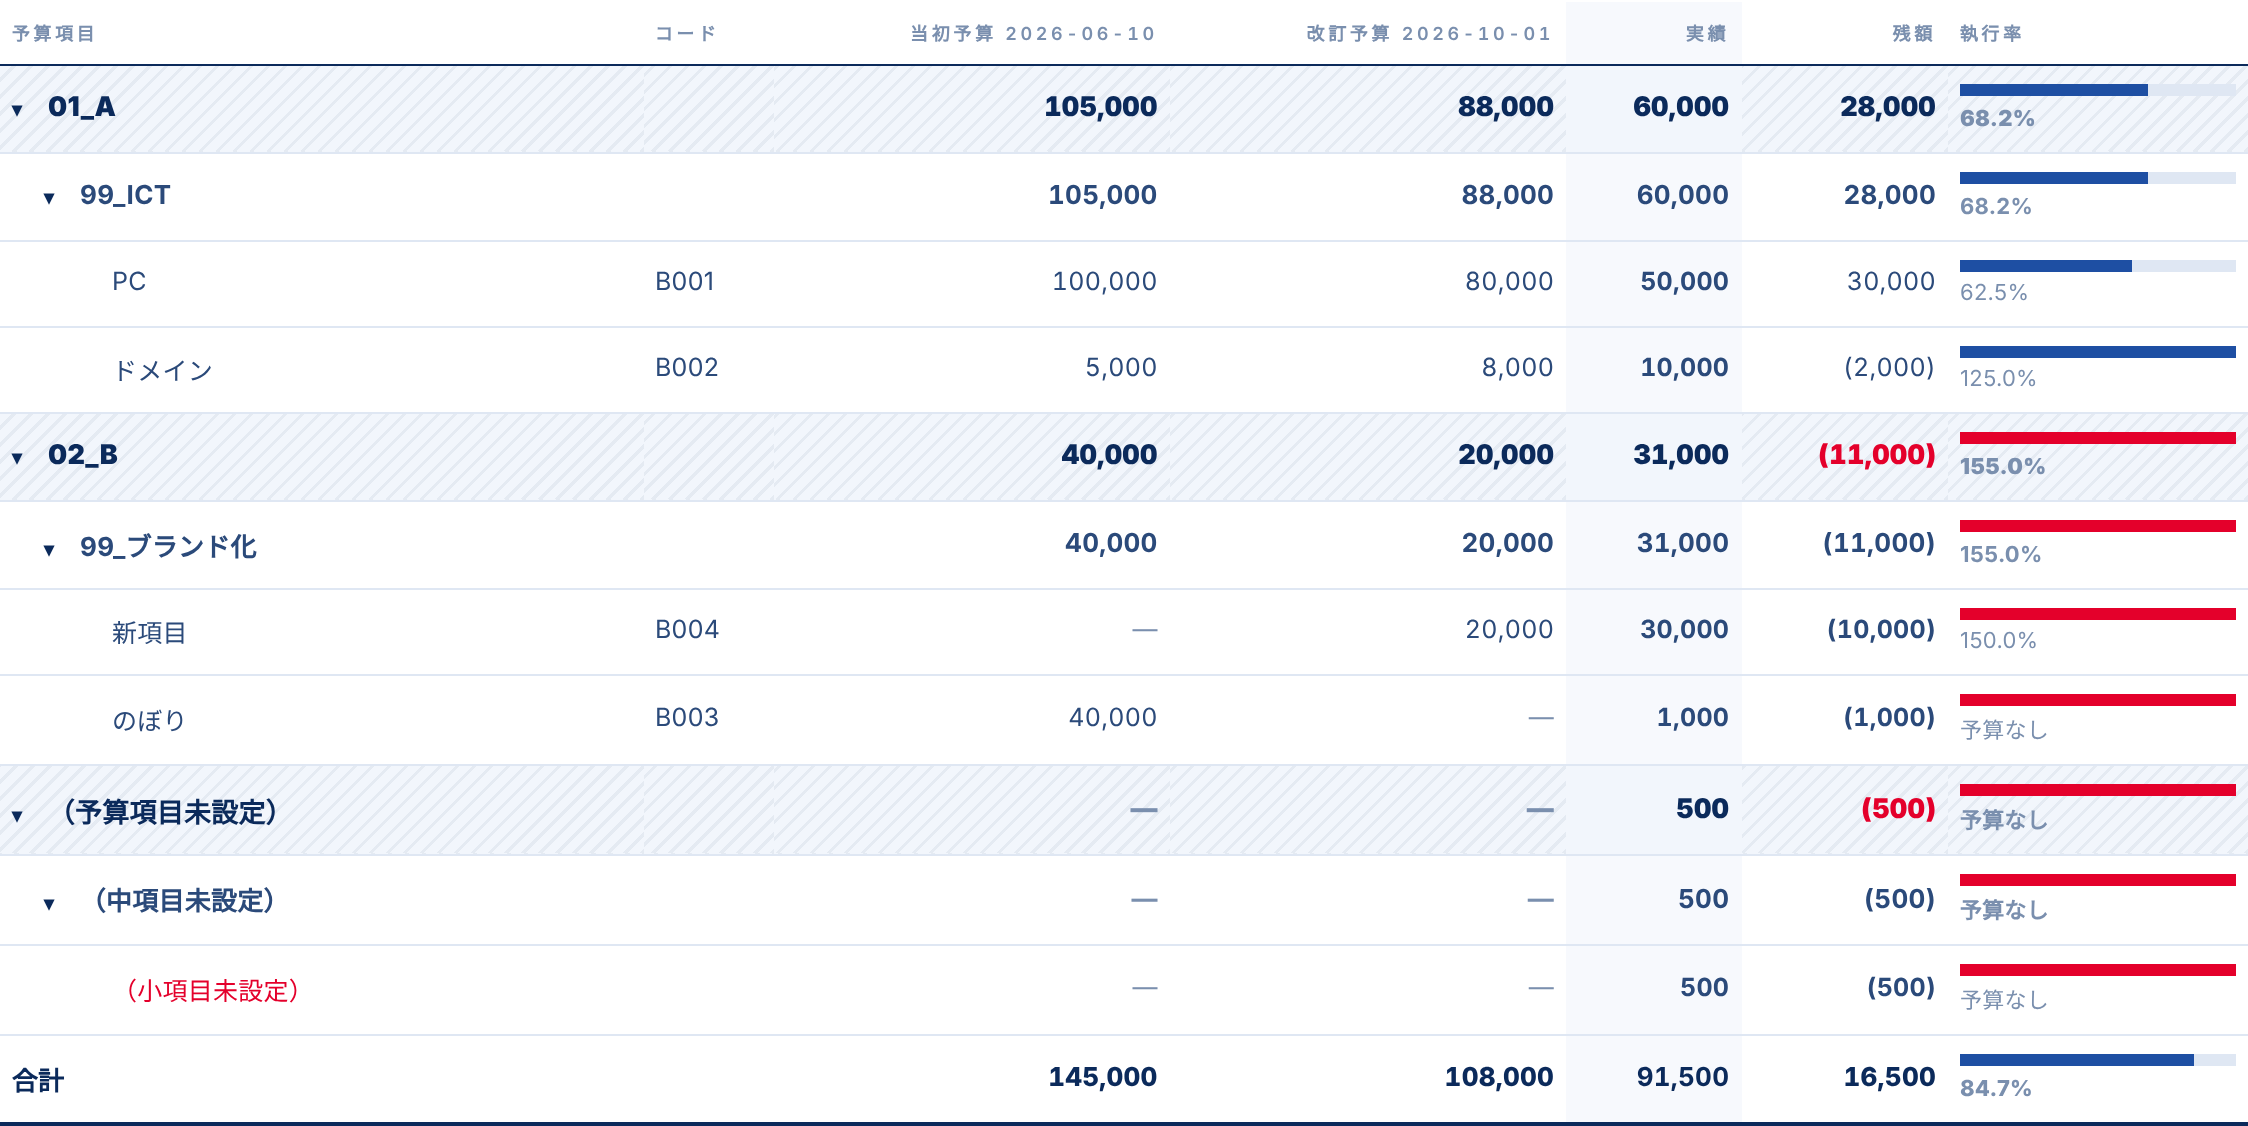 予算項目 コード 当初予算 2026-06-10 改訂予算 2026-10-01 実績 残額 執行率
▼ 01_A 105,000 88,000 60,000 28,000 68.2%
▼ 99_ICT 105,000 88,000 60,000 28,000 68.2%
PC B001 100,000 80,000 50,000 30,000 62.5%
ドメイン B002 5,000 8,000 10,000 (2,000) 125.0%
▼ 02_B 40,000 20,000 31,000 (11,000) 155.0%
▼ 99_ブランド化 40,000 20,000 31,000 (11,000) 155.0%
新項目 B004 — 20,000 30,000 (10,000) 150.0%
のぼり B003 40,000 — 1,000 (1,000) 予算なし
▼ （予算項目未設定） — — 500 (500) 予算なし
▼ （中項目未設定） — — 500 (500) 予算なし
（小項目未設定） — — 500 (500) 予算なし
合計 145,000 108,000 91,500 16,500 84.7%